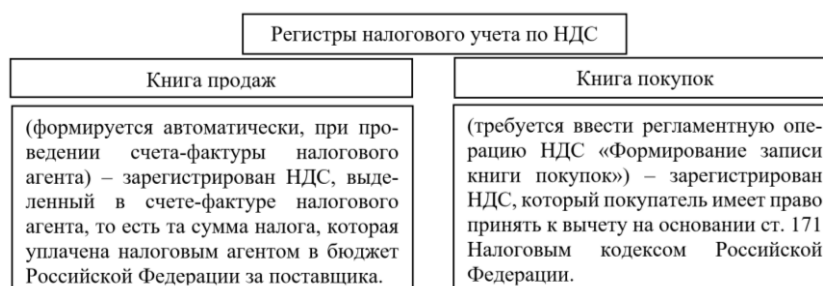 Регистры налогового учета по НДС
Книга продаж
(формируется автоматически, при про-
ведении счета-фактуры налогового
агента) – зарегистрирован НДС, выде-
ленный в счете-фактуре налогового
агента, то есть та сумма налога, которая
уплачена налоговым агентом в бюджет
Российской Федерации за поставщика.
Книга покупок
(требуется ввести регламентную опе-
рацию НДС «Формирование записи
книги покупок») – зарегистрирован
НДС, который покупатель имеет право
принять к вычету на основании ст. 171
Налоговым кодексом Российской
Федерации.